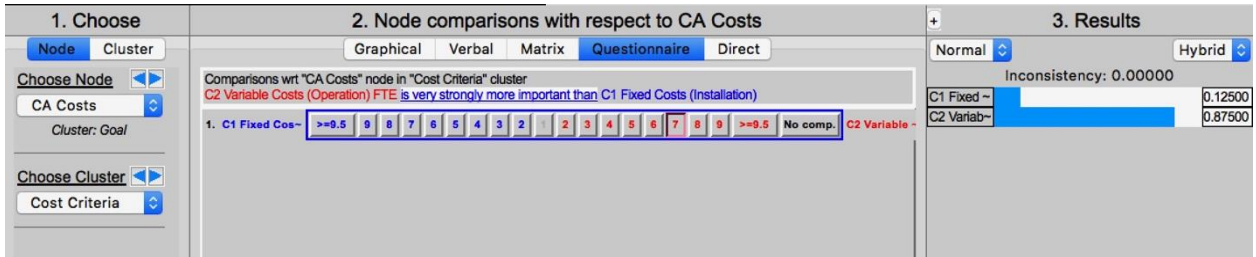 1. Choose
Node Cluster
Choose Node
CA Costs
Cluster: Goal
Choose Cluster
Cost Criteria
2. Node comparisons with respect to CA Costs
Graphical Verbal Matrix Questionnaire Direct
Comparisons wrt "CA Costs" node in "Cost Criteria" cluster
C2 Variable Costs (Operation) FTE is very strongly more important than C1 Fixed Costs (Installation)
1. C1 Fixed Cos~ >=9.5 9 8 7 6 5 4 3 2 1 2 3 4 5 6 7 8 9 >=9.5 No comp. C2 Variable ~
+ 3. Results
Normal Hybrid
Inconsistency: 0.00000
C1 Fixed ~ 0.12500
C2 Variab~ 0.87500